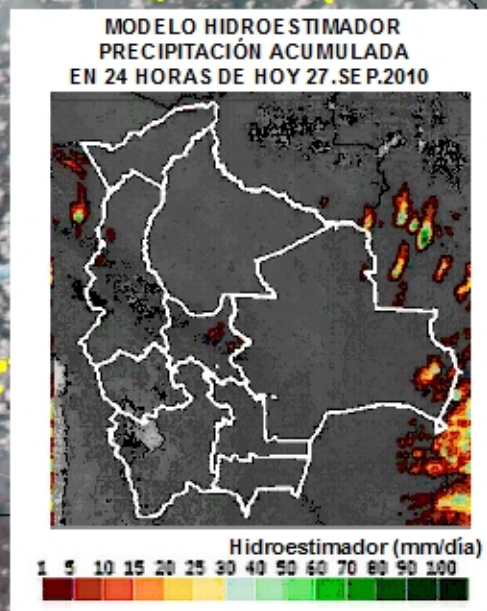 MODELO HIDROESTIMADOR
PRECIPITACIÓN ACUMULADA
EN 24 HORAS DE HOY 27.SEP.2010
Hidroestimador (mm/día)
1 5 10 15 20 25 30 40 50 60 70 80 90 100